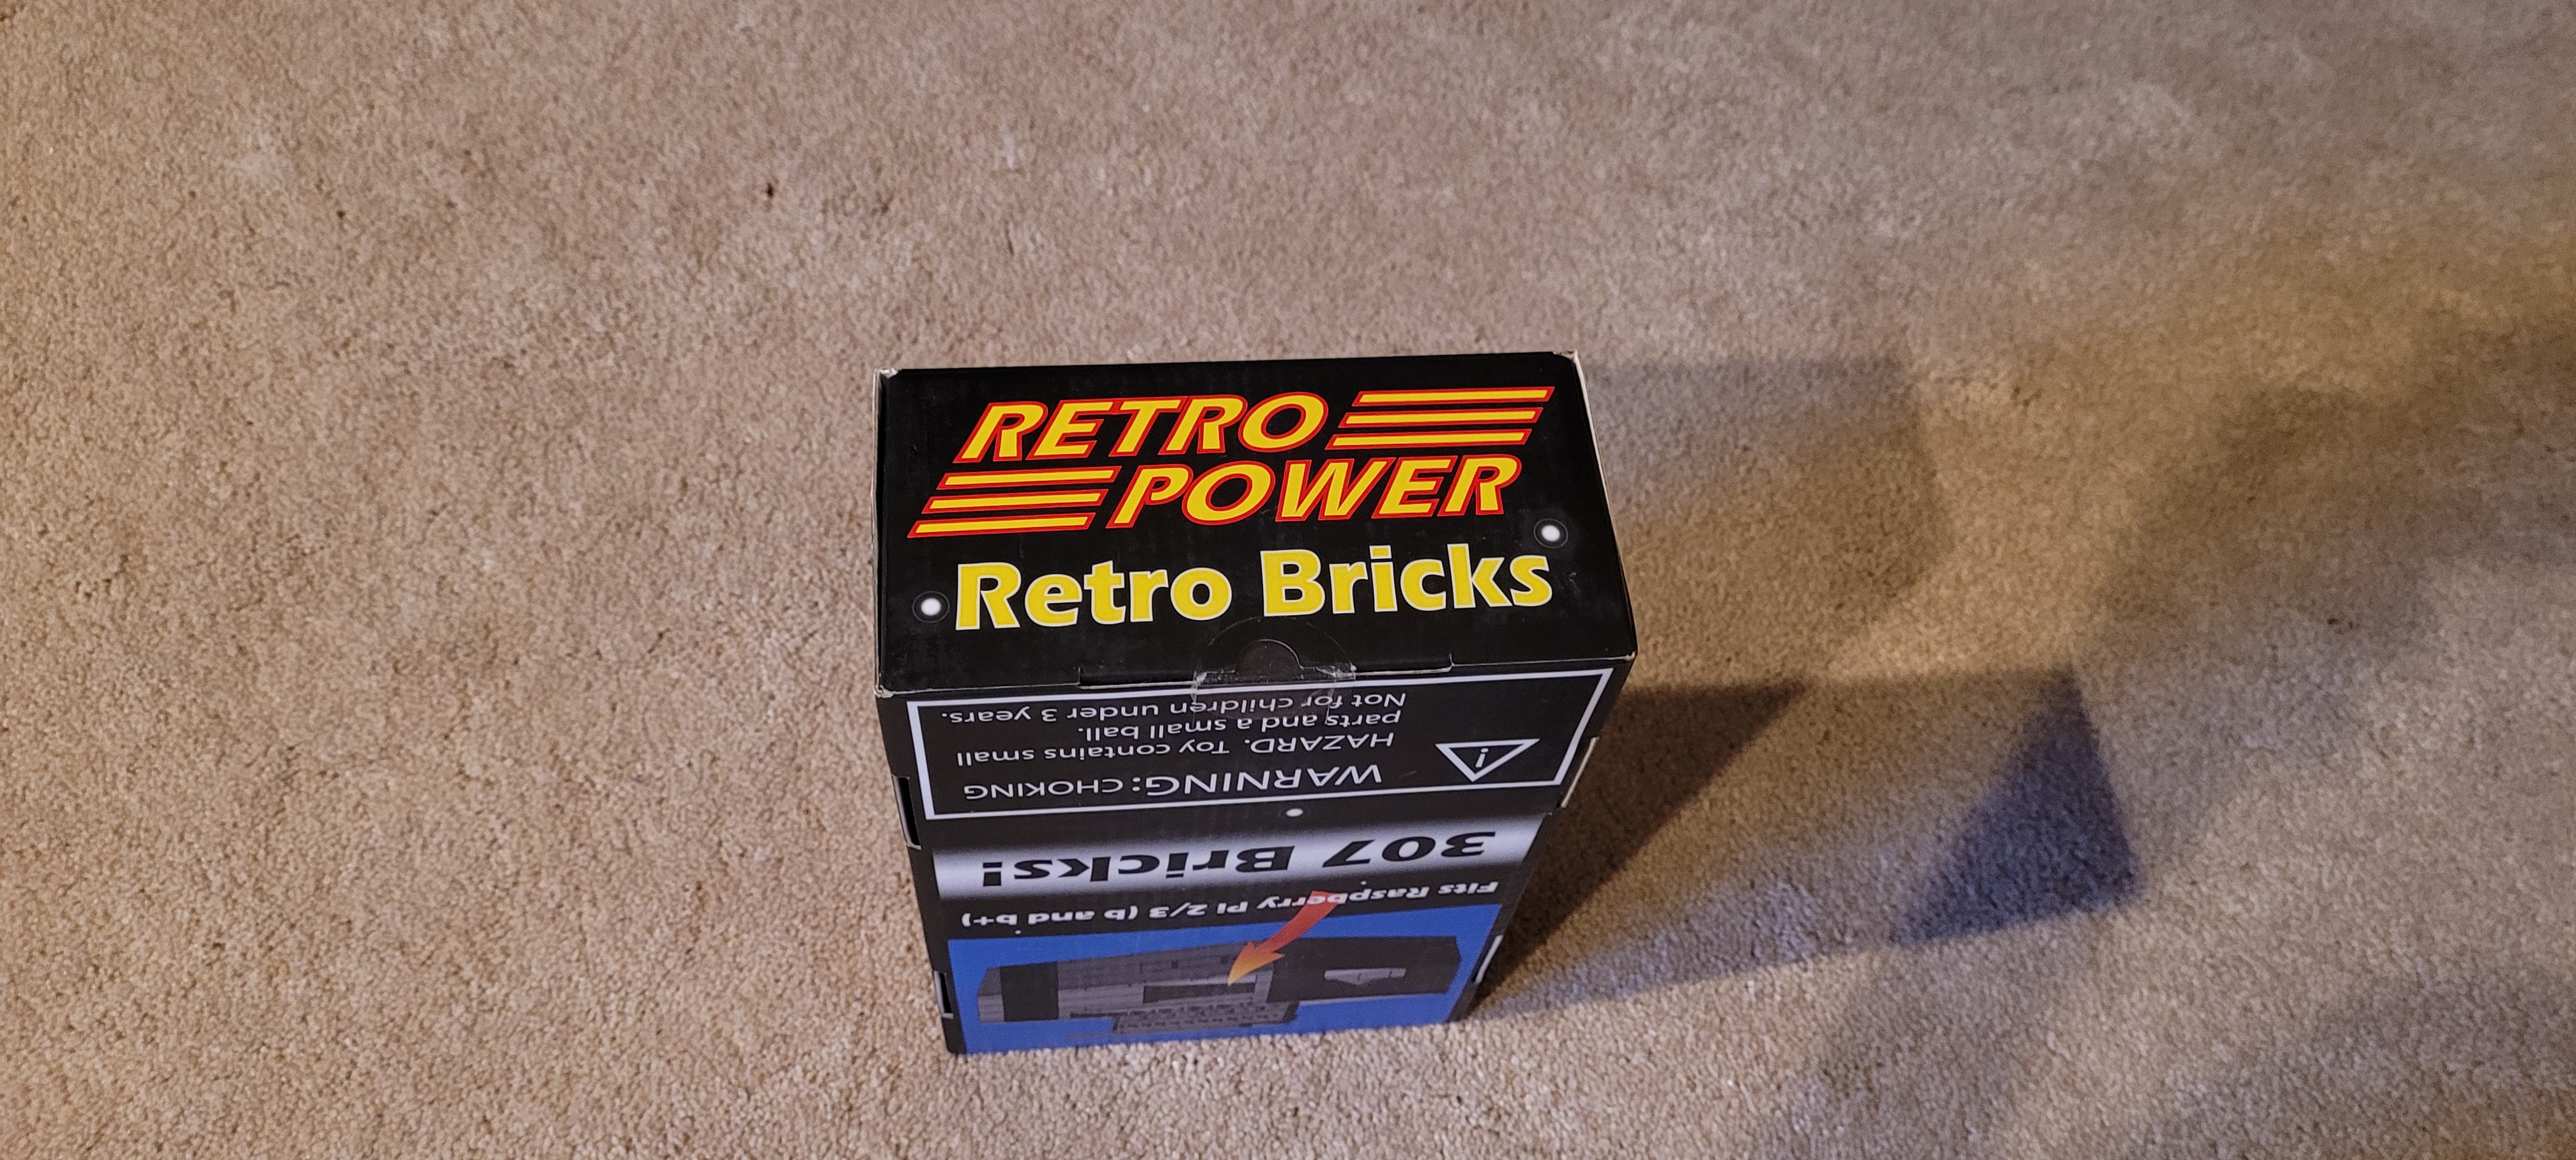 RETRO
POWER
Retro Bricks
WARNING: CHOKING
HAZARD. Toy contains small
parts and a small ball.
Not for children under 3 years.
307 Bricks!
Fits Raspberry Pi 2/3 (b and b+)